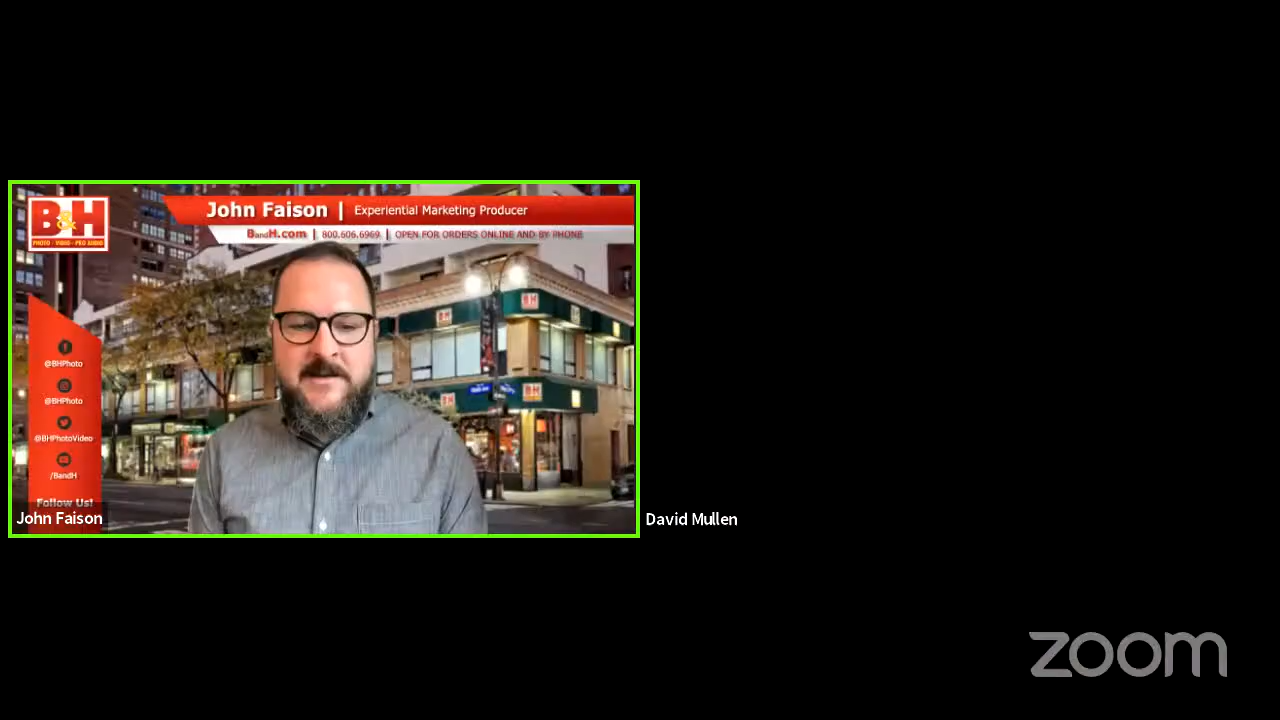 B&H
PHOTO - VIDEO - PRO AUDIO
John Faison | Experiential Marketing Producer
BandH.com | 800.606.6969 | OPEN FOR ORDERS ONLINE AND BY PHONE
@BHPhoto
@BHPhoto
@BHPhotoVideo
/BandH
Follow Us!
John Faison
David Mullen
B&H
B&H
B&H
B&H
zoom